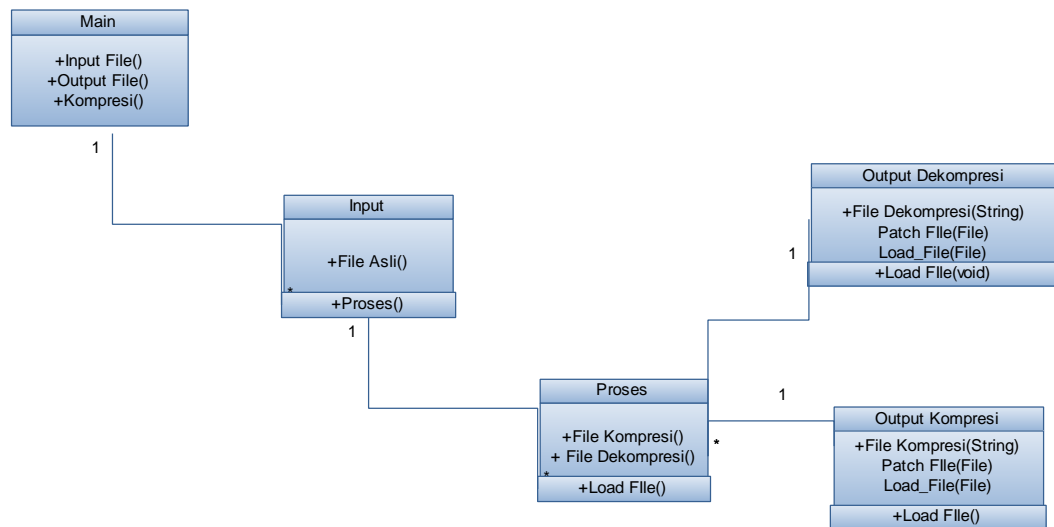 Main
+Input File()
+Output File()
+Kompresi()
1
Input
+File Asli()
*
+Proses()
1
Proses
+File Kompresi()
+ File Dekompresi()
*
+Load FIle()
Output Dekompresi
+File Dekompresi(String)
Patch FIle(File)
Load_File(File)
+Load FIle(void)
1
1
*
Output Kompresi
+File Kompresi(String)
Patch FIle(File)
Load_File(File)
+Load FIle()